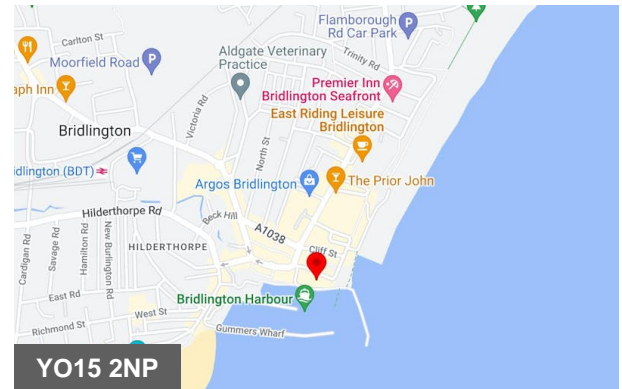 Flamborough
Rd Car Park
Carlton St
Moorfield Road
Aldgate Veterinary
Practice
Trinity Rd
Premier Inn
Bridlington Seafront
aph Inn
East Riding Leisure
Bridlington
Victoria Rd
Bridlington
North St
idlington (BDT)
Argos Bridlington
The Prior John
Hilderthorpe Rd
Beck Hill
A1038
Cardigan Rd
Savage Rd
Hamilton Rd
New Burlington Rd
HILDERTHORPE
Cliff St
East Rd
Bridlington Harbour
West St
Richmond St
Gummers Wharf
YO15 2NP